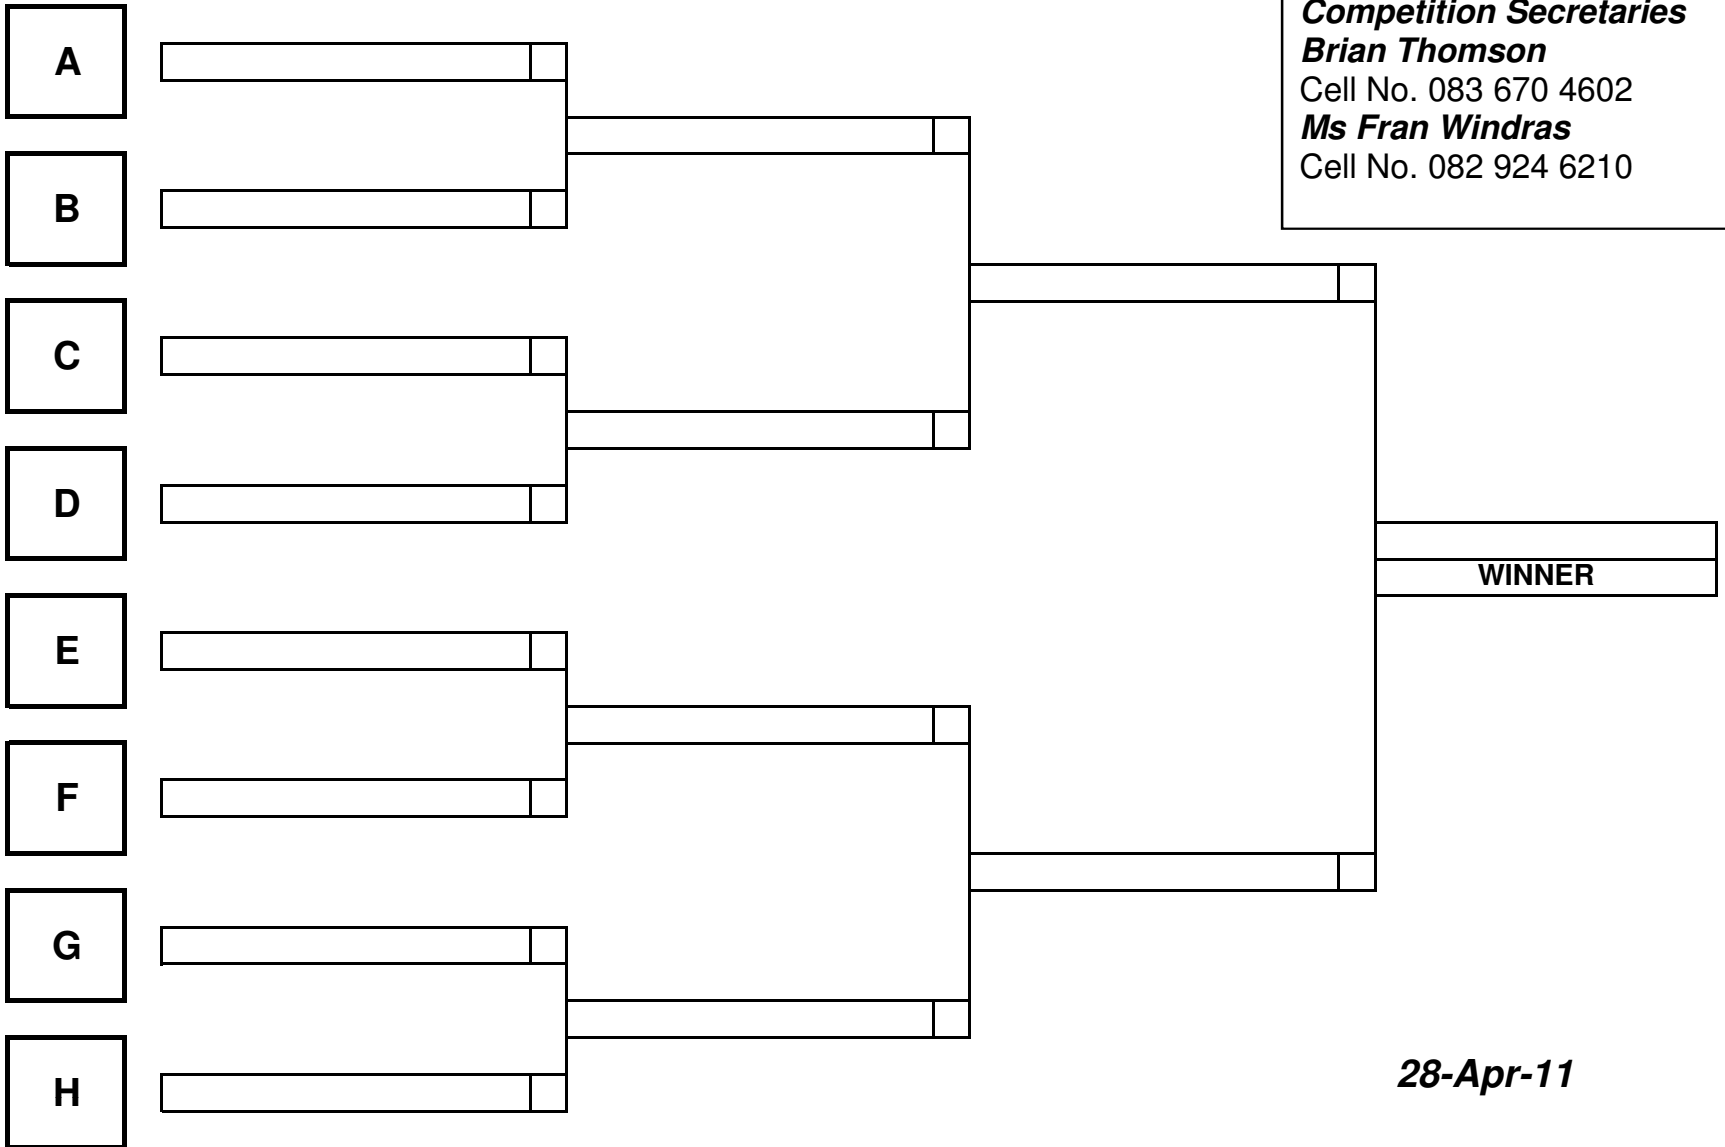 Competition Secretaries
Brian Thomson
Cell No. 083 670 4602
Ms Fran Windras
Cell No. 082 924 6210
A
B
C
D
E
F
G
H
WINNER
28-Apr-11